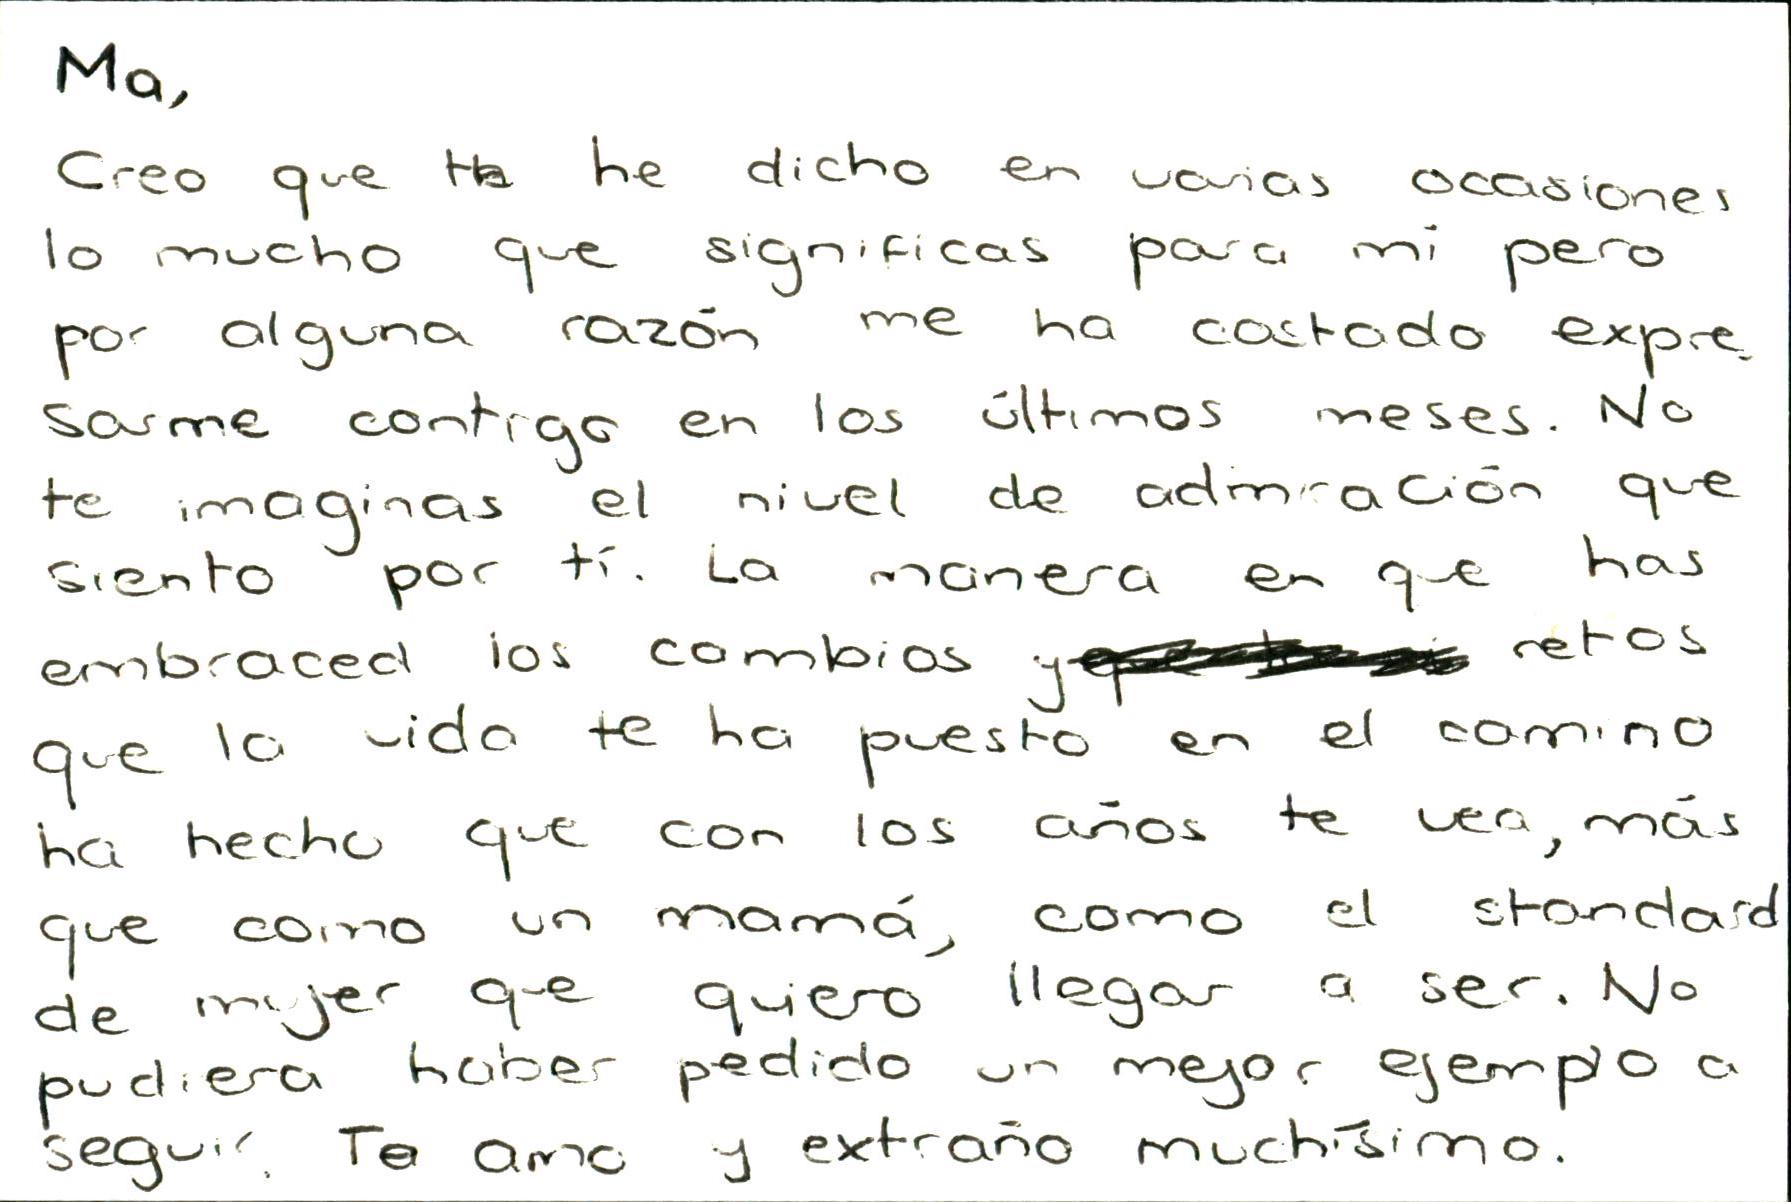 Ma,
Creo que te he dicho en varias ocasiones
lo mucho que significas para mi pero
por alguna razón me ha costado expre
sarme contigo en los últimos meses. No
te imaginas el nivel de admiración que
siento por tí. La manera en que has
embraced los cambios y retos
que la vida te ha puesto en el camino
ha hecho que con los años te vea, más
que como un mamá, como el standard
de mujer que quiero llegar a ser. No
pudiera haber pedido un mejor ejemplo a
seguir. Te amo y extraño muchísimo.